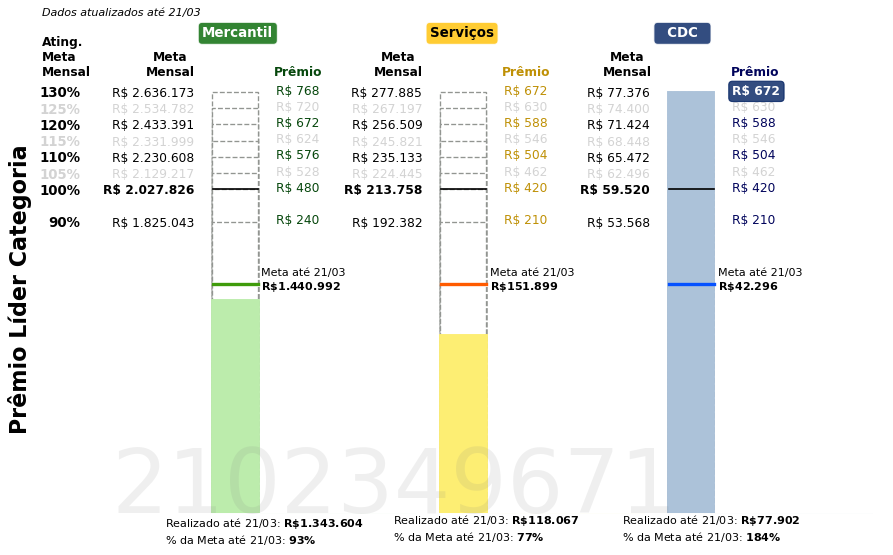 Dados atualizados até 21/03
Mercantil Serviços CDC
Ating. Meta Mensal Meta Mensal Prêmio Meta Mensal Prêmio Meta Mensal Prêmio
130% R$ 2.636.173 R$ 768 R$ 277.885 R$ 672 R$ 77.376 R$ 672
125% R$ 2.534.782 R$ 720 R$ 267.197 R$ 630 R$ 74.400 R$ 630
120% R$ 2.433.391 R$ 672 R$ 256.509 R$ 588 R$ 71.424 R$ 588
115% R$ 2.331.999 R$ 624 R$ 245.821 R$ 546 R$ 68.448 R$ 546
110% R$ 2.230.608 R$ 576 R$ 235.133 R$ 504 R$ 65.472 R$ 504
105% R$ 2.129.217 R$ 528 R$ 224.445 R$ 462 R$ 62.496 R$ 462
100% R$ 2.027.826 R$ 480 R$ 213.758 R$ 420 R$ 59.520 R$ 420
90% R$ 1.825.043 R$ 240 R$ 192.382 R$ 210 R$ 53.568 R$ 210
Meta até 21/03 Meta até 21/03 Meta até 21/03
R$1.440.992 R$151.899 R$42.296
Prêmio Líder Categoria
2102349671
Realizado até 21/03: R$1.343.604 Realizado até 21/03: R$118.067 Realizado até 21/03: R$77.902
% da Meta até 21/03: 93% % da Meta até 21/03: 77% % da Meta até 21/03: 184%